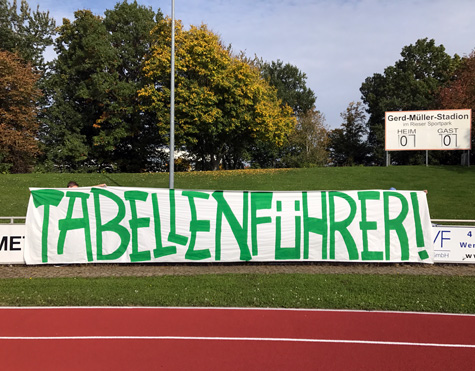 Gerd-Müller-Stadion
im Rieser Sportpark
HEIM GAST
0 0
TABELLENFÜHRER!